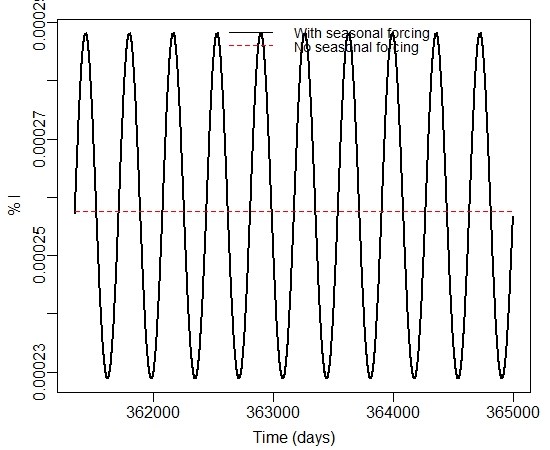 With seasonal forcing
No seasonal forcing
0.00027
0.00025
0.00023
% I
362000
363000
364000
365000
Time (days)